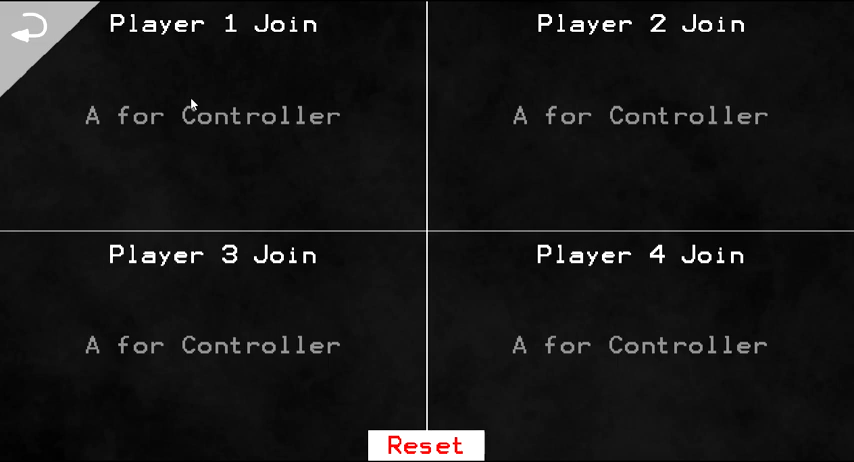 Player 1 Join
A for Controller
Player 2 Join
A for Controller
Player 3 Join
A for Controller
Player 4 Join
A for Controller
Reset